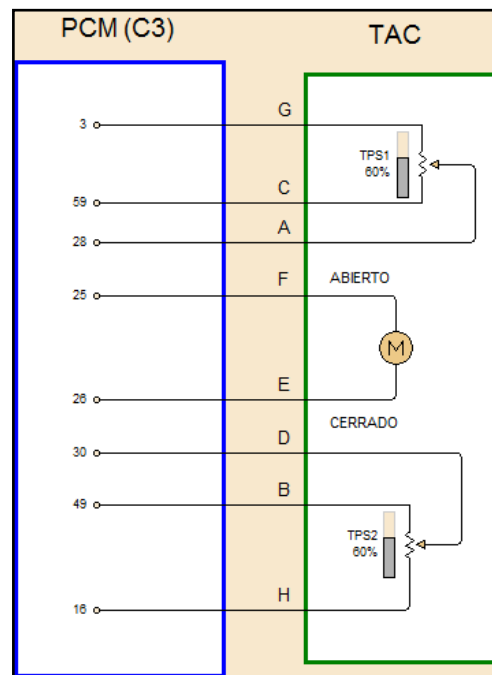 PCM (C3)
TAC
3
G
TPS1
60%
59
C
28
A
25
F
ABIERTO
M
26
E
CERRADO
30
D
49
B
TPS2
60%
16
H